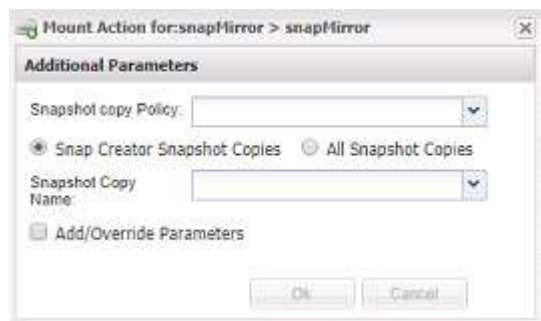 Mount Action for:snapMirror > snapMirror
Additional Parameters
Snapshot copy Policy:
Snap Creator Snapshot Copies All Snapshot Copies
Snapshot Copy
Name:
Add/Override Parameters
Ok Cancel